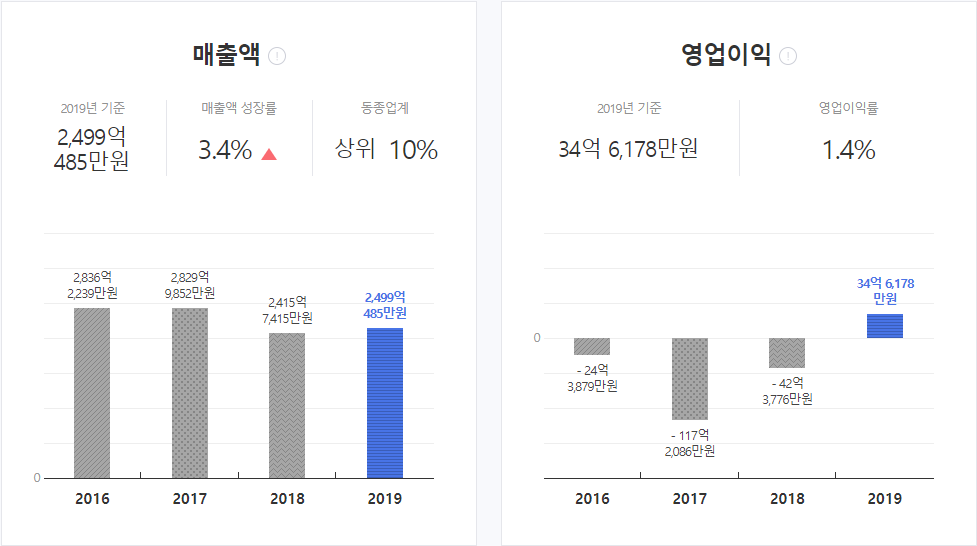 매출액
2019년 기준
2,499억
485만원
매출액 성장률
3.4%
동종업계
상위 10%
2,836억
2,239만원
2,829억
9,852만원
2,415억
7,415만원
2,499억
485만원
0
2016 2017 2018 2019
영업이익
2019년 기준
34억 6,178만원
영업이익률
1.4%
34억 6,178
만원
0
- 24억
3,879만원
- 117억
2,086만원
- 42억
3,776만원
2016 2017 2018 2019